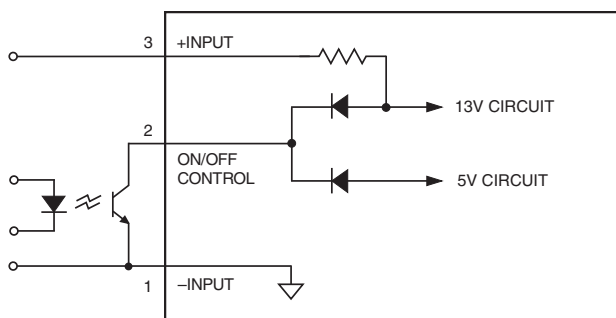 3 +INPUT
13V CIRCUIT
2
ON/OFF
CONTROL
5V CIRCUIT
1 –INPUT